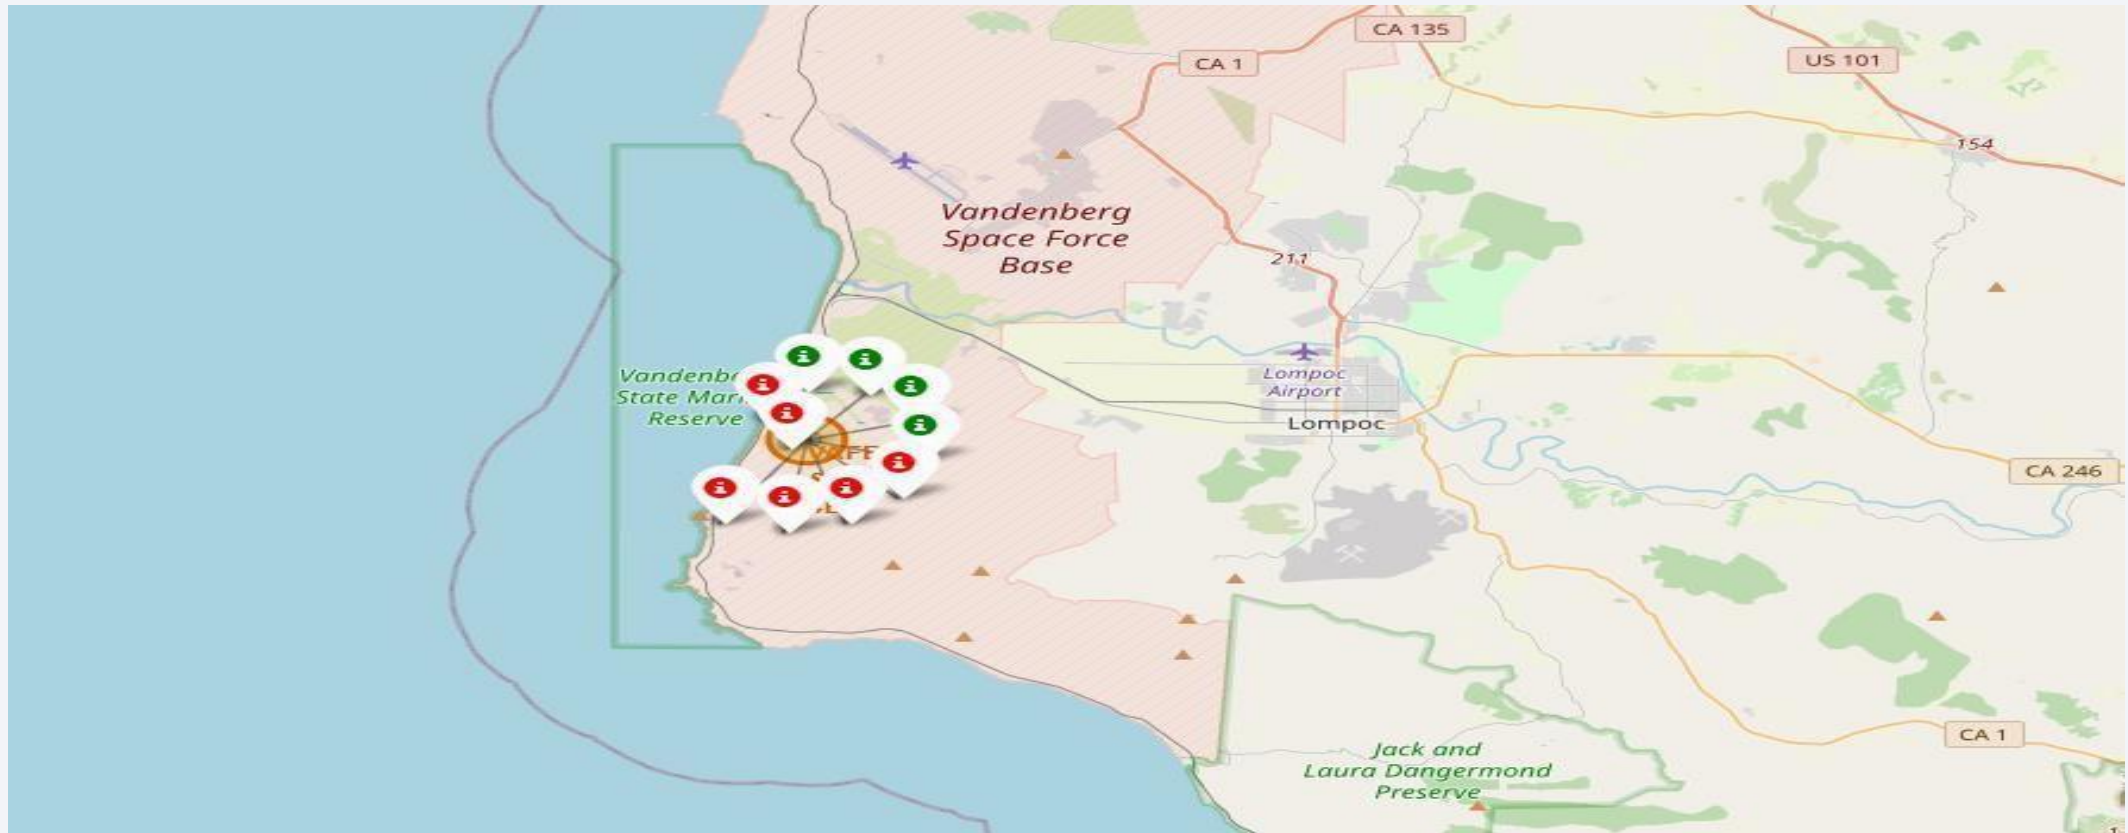 CA 135
CA 1
US 101
154
Vandenberg
Space Force
Base
211
Lompoc
Airport
Reserve
Lompoc
CA 246
CA 1
Jack and
Laura Dangermond
Preserve
State